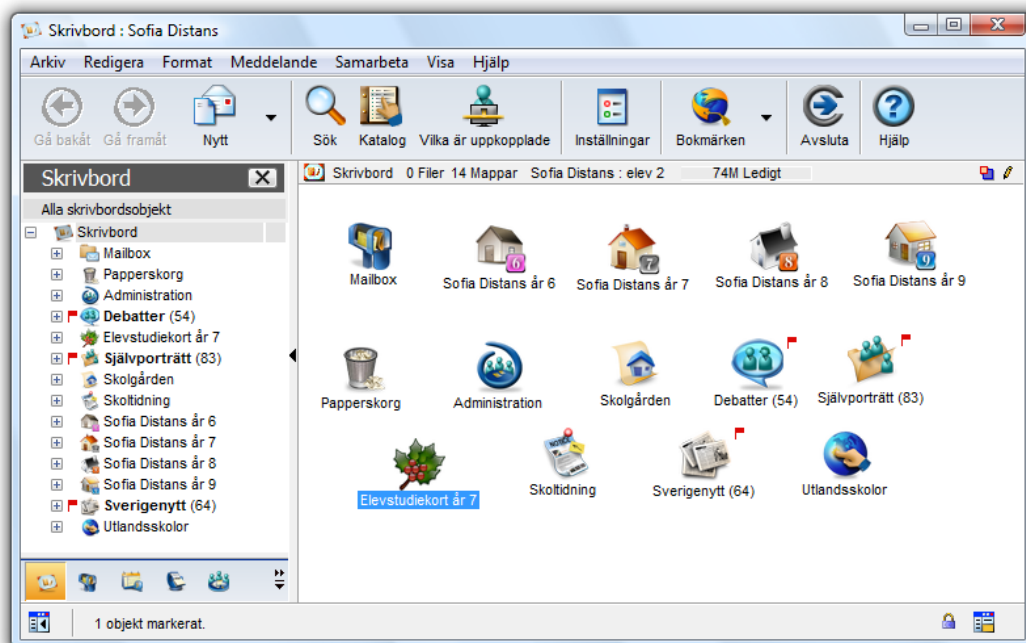 Skrivbord : Sofia Distans
Arkiv Redigera Format Meddelande Samarbeta Visa Hjälp
Gå bakåt Gå framåt Nytt Sök Katalog Vilka är uppkopplade Inställningar Bokmärken Avsluta Hjälp
Skrivbord
Skrivbord 0 Filer 14 Mappar Sofia Distans : elev 2 74M Ledigt
Alla skrivbordsobjekt
Skrivbord
Mailbox
Papperskorg
Administration
Debatter (54)
Elevstudiekort år 7
Självporträtt (83)
Skolgården
Skoltidning
Sofia Distans år 6
Sofia Distans år 7
Sofia Distans år 8
Sofia Distans år 9
Sverigenytt (64)
Utlandsskolor
6 7 8 9
Mailbox Sofia Distans år 6 Sofia Distans år 7 Sofia Distans år 8 Sofia Distans år 9
Papperskorg Administration Skolgården Debatter (54) Självporträtt (83)
NOTICE
Elevstudiekort år 7 Skoltidning Sverigenytt (64) Utlandsskolor
1 objekt markerat.